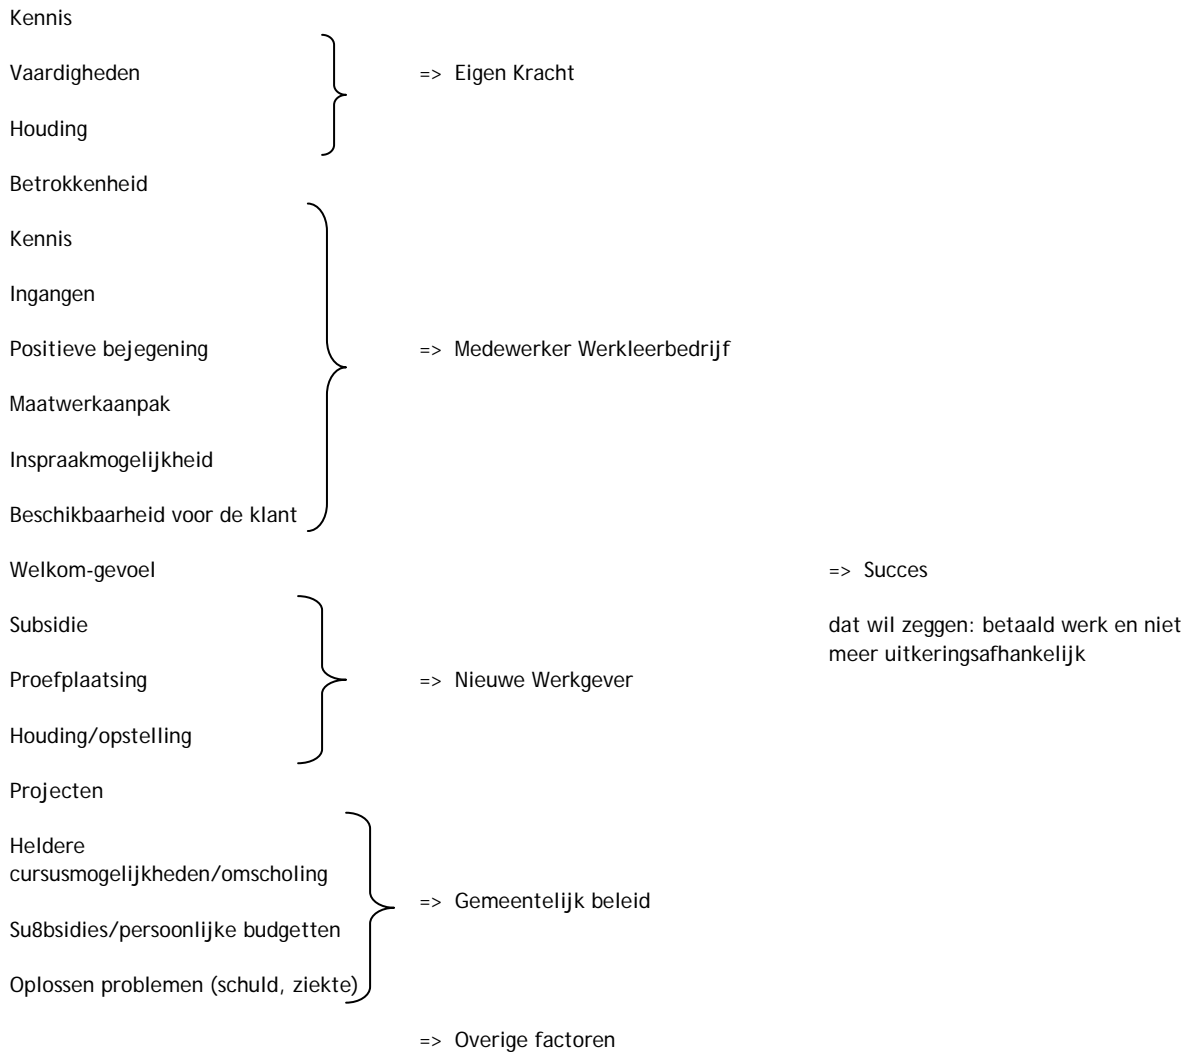 Kennis
Vaardigheden => Eigen Kracht
Houding
Betrokkenheid
Kennis
Ingangen
Positieve bejegening => Medewerker Werkleerbedrijf
Maatwerkaanpak
Inspraakmogelijkheid
Beschikbaarheid voor de klant
Welkom-gevoel => Succes
Subsidie dat wil zeggen: betaald werk en niet
meer uitkeringsafhankelijk
Proefplaatsing => Nieuwe Werkgever
Houding/opstelling
Projecten
Heldere
cursusmogelijkheden/omscholing
=> Gemeentelijk beleid
Su8bsidies/persoonlijke budgetten
Oplossen problemen (schuld, ziekte)
=> Overige factoren